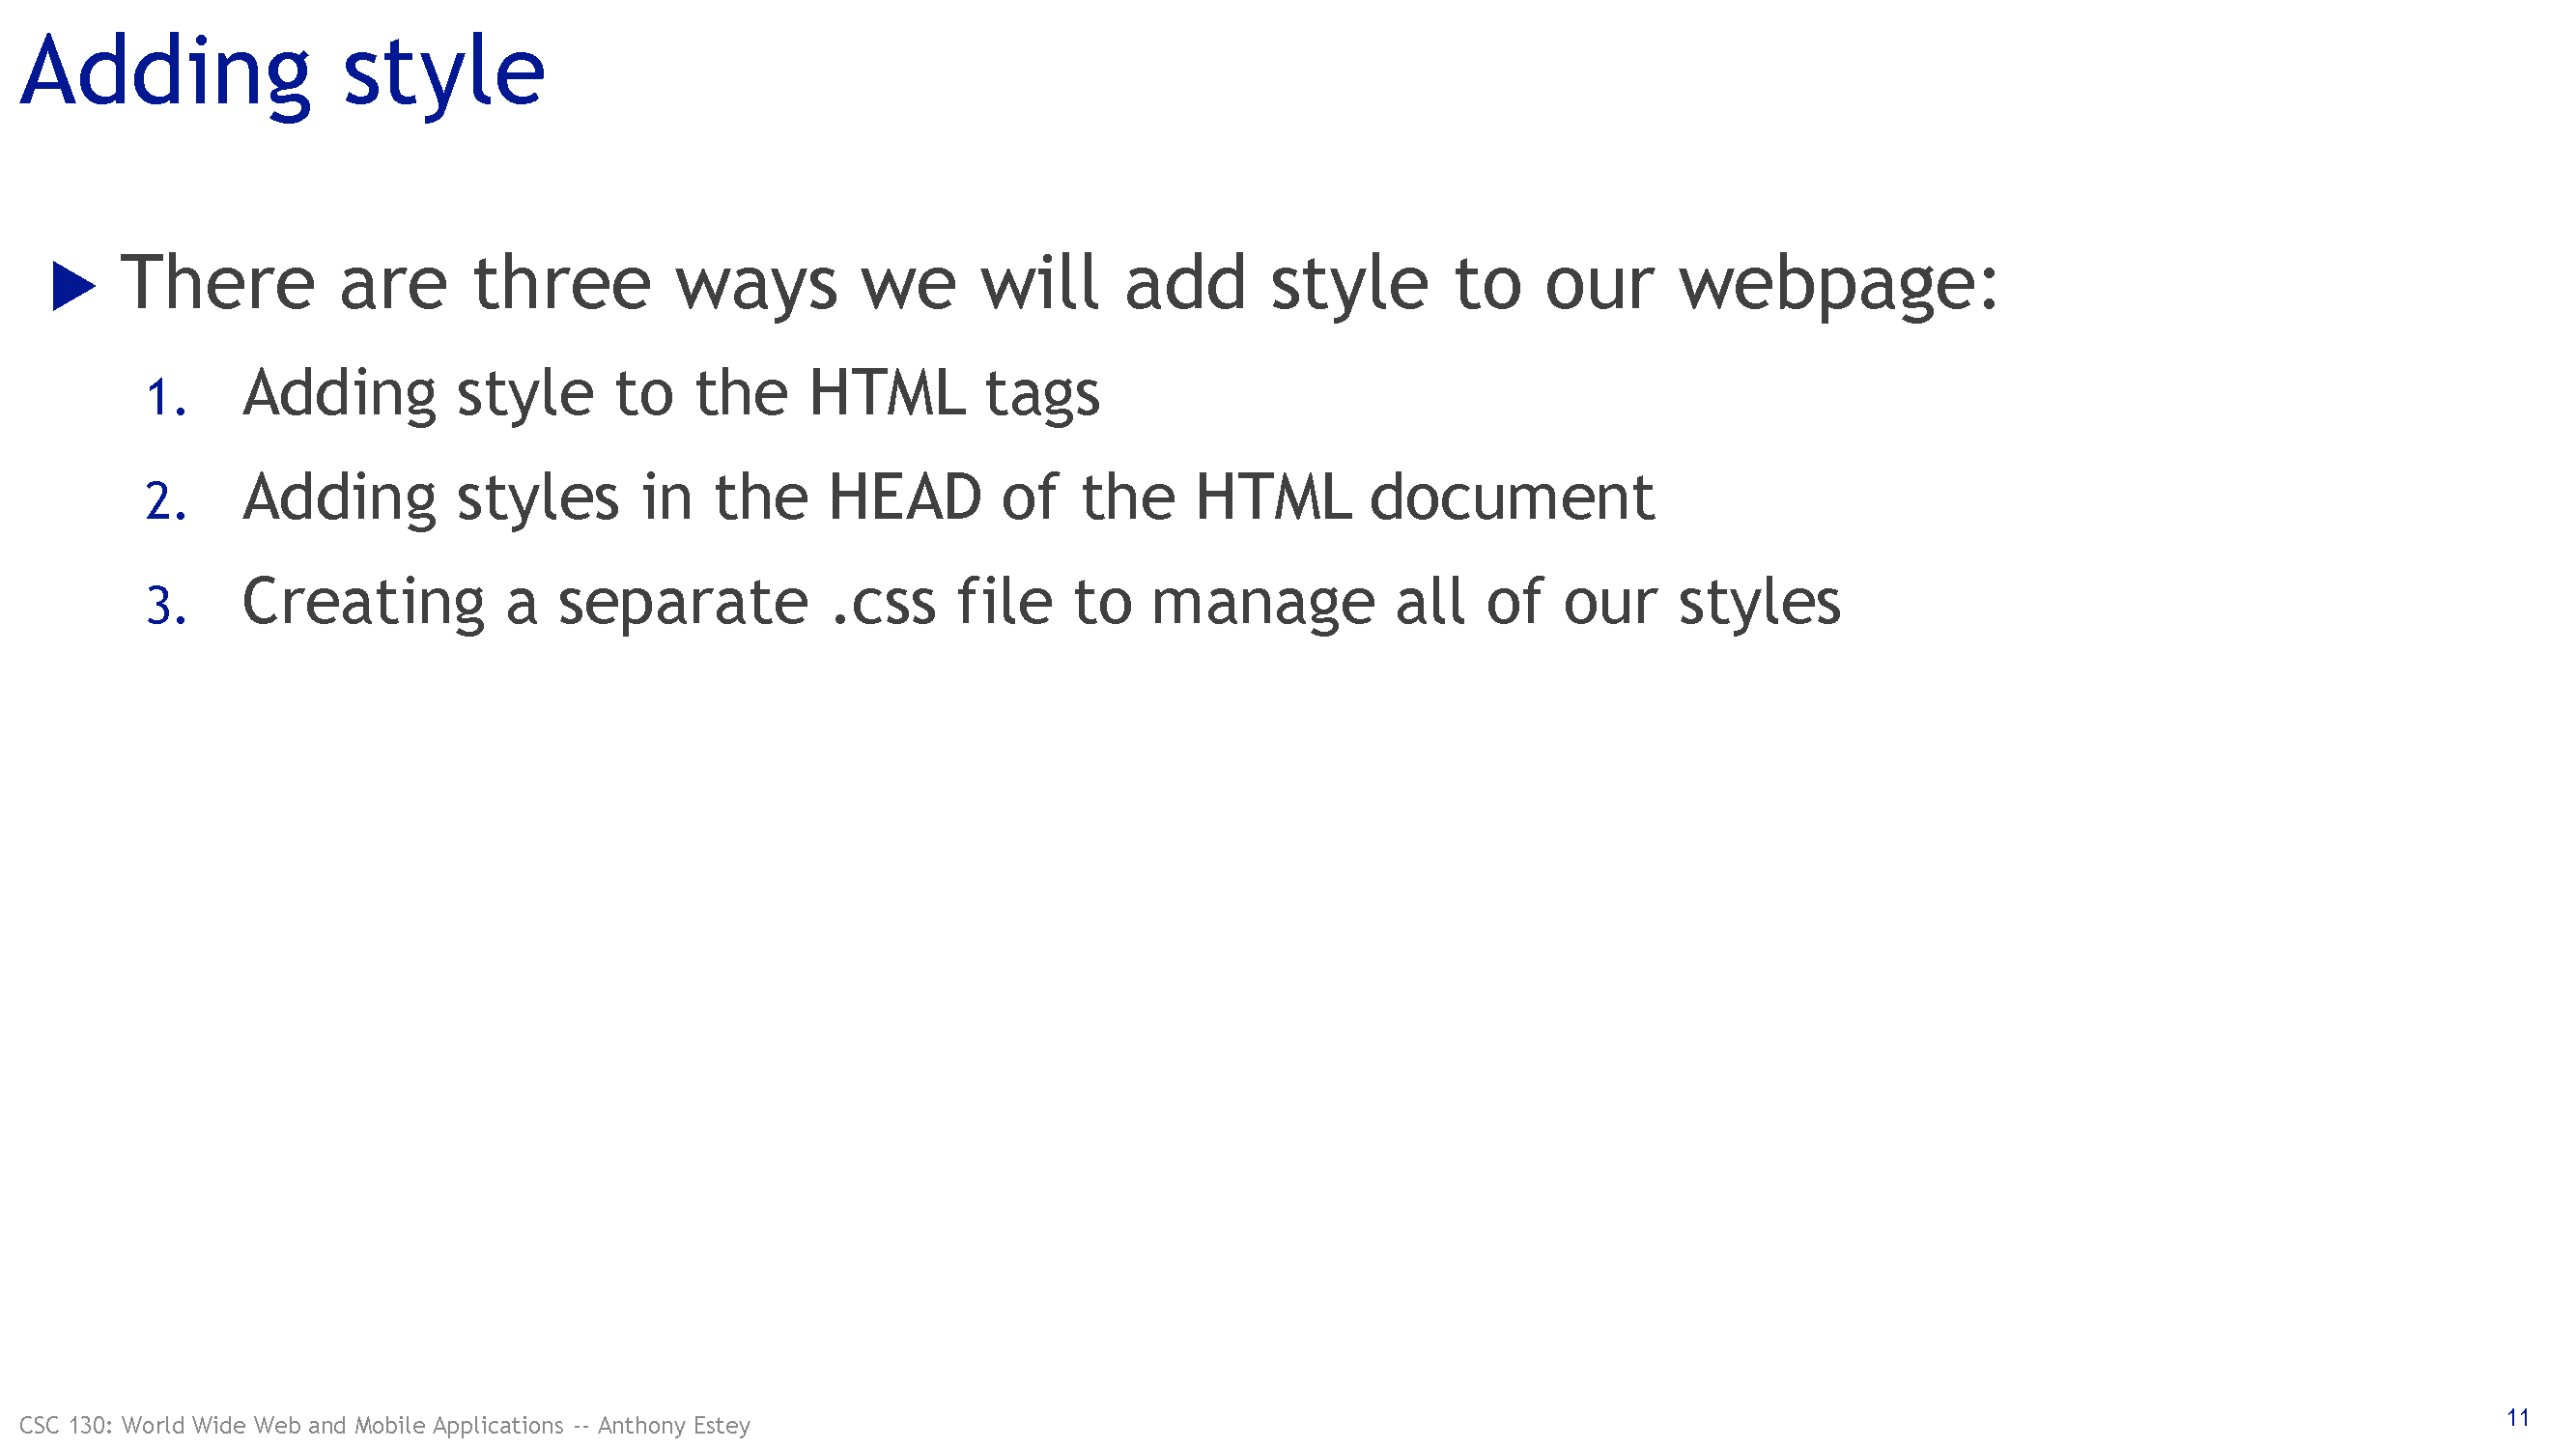 Adding style
There are three ways we will add style to our webpage:
1. Adding style to the HTML tags
2. Adding styles in the HEAD of the HTML document
3. Creating a separate .css file to manage all of our styles
CSC 130: World Wide Web and Mobile Applications -- Anthony Estey
11